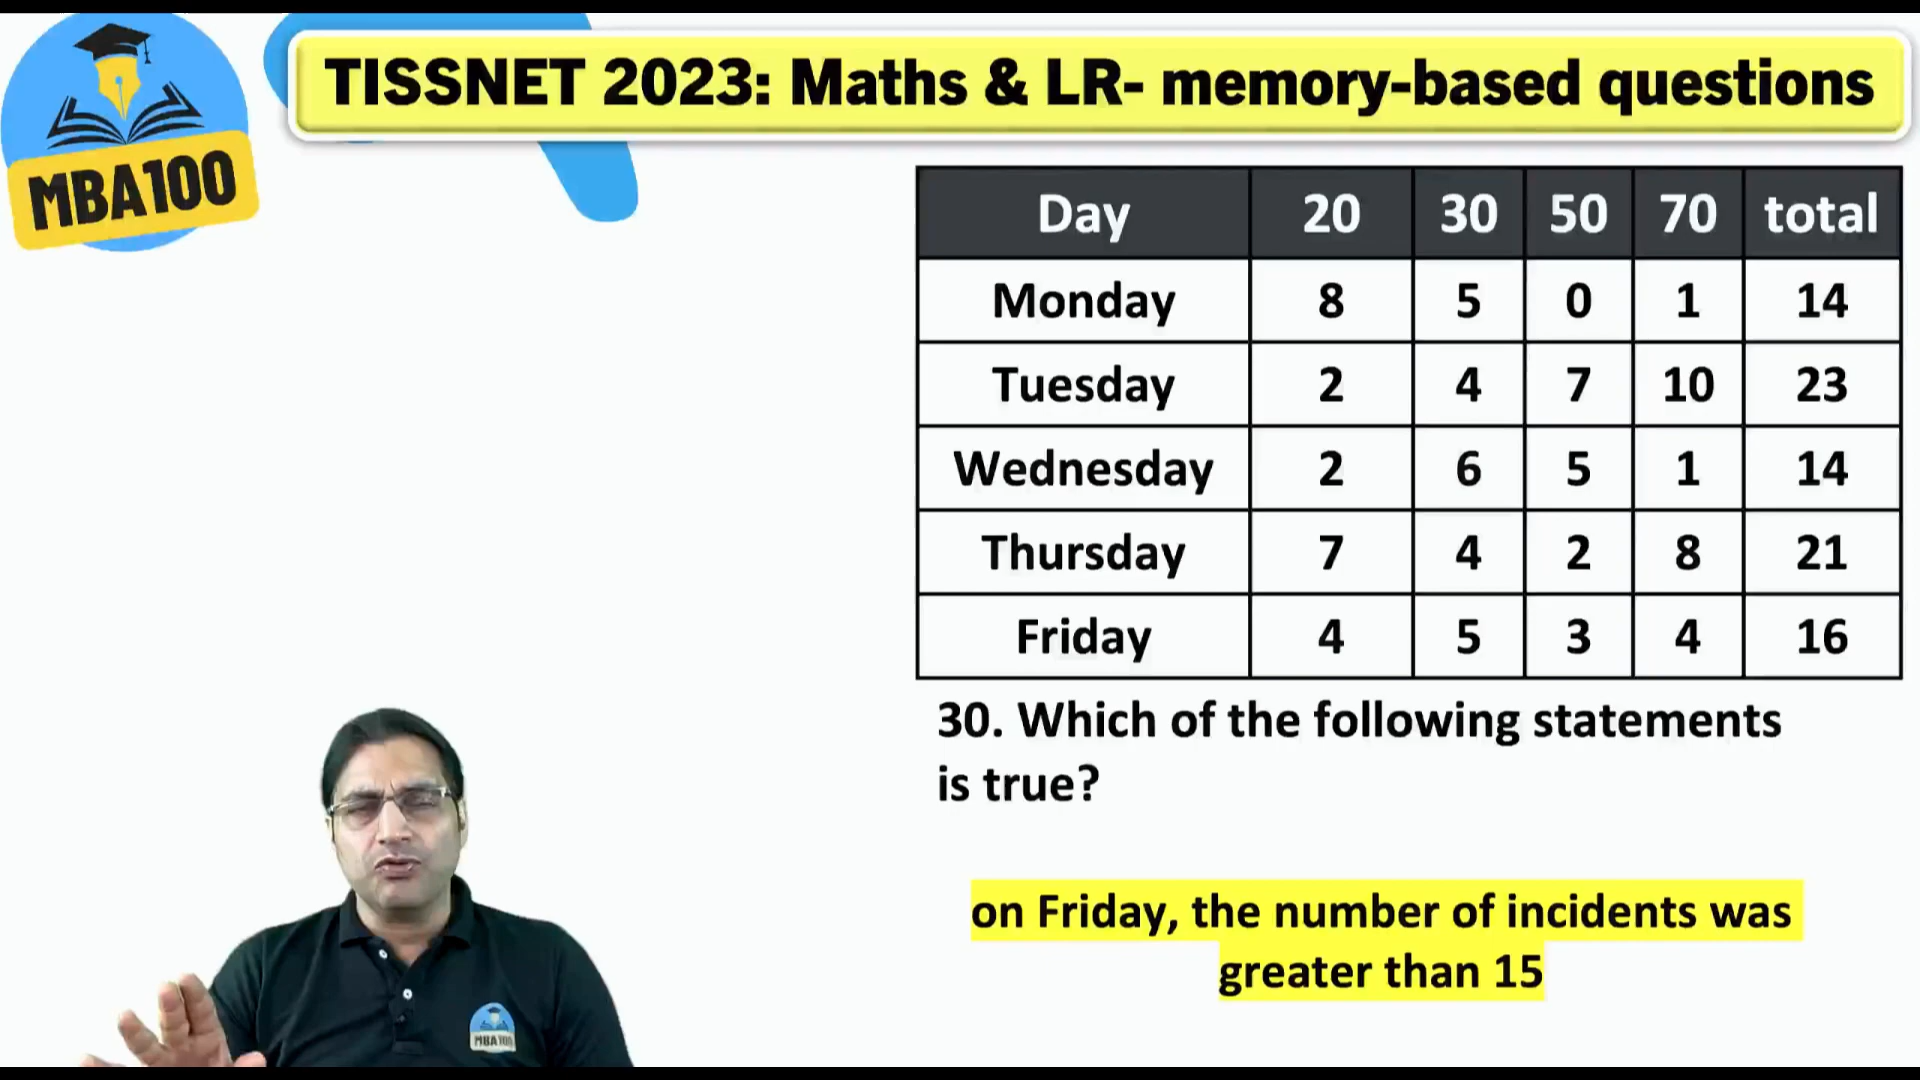 TISSNET 2023: Maths & LR- memory-based questions
MBA100
Day 20 30 50 70 total
Monday 8 5 0 1 14
Tuesday 2 4 7 10 23
Wednesday 2 6 5 1 14
Thursday 7 4 2 8 21
Friday 4 5 3 4 16
30. Which of the following statements
is true?
on Friday, the number of incidents was
greater than 15
MBA100